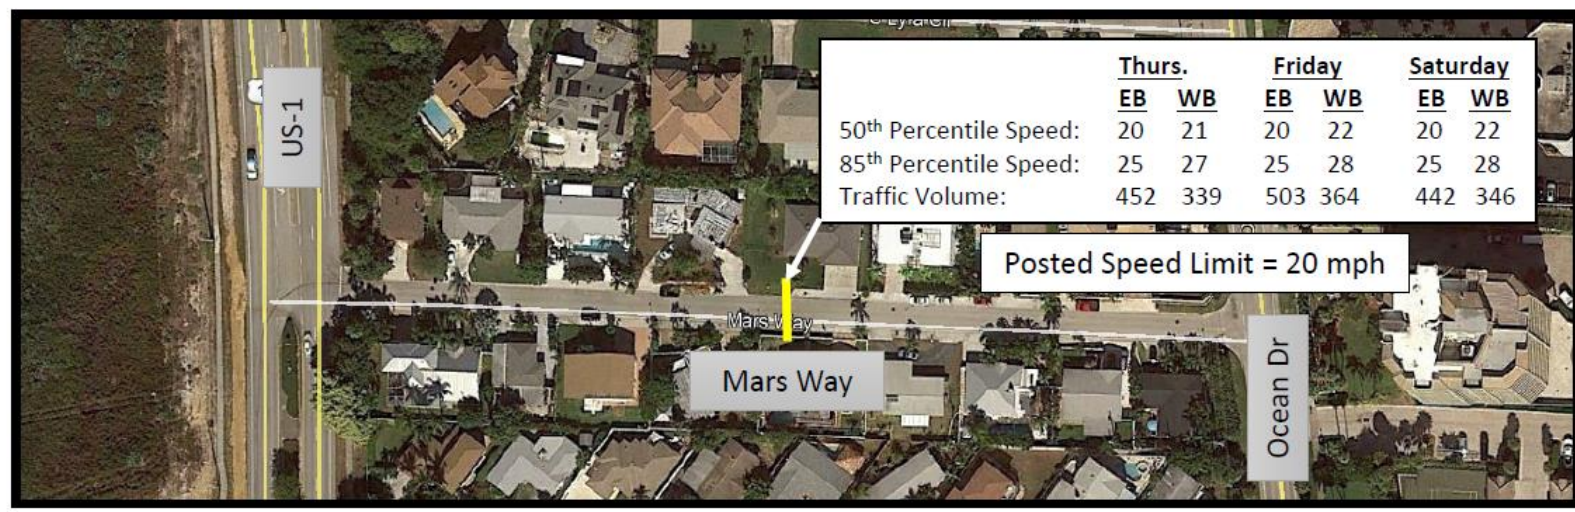 C Lyra Cir
US-1
Thurs. Friday Saturday
EB WB EB WB EB WB
50th Percentile Speed: 20 21 20 22 20 22
85th Percentile Speed: 25 27 25 28 25 28
Traffic Volume: 452 339 503 364 442 346
Posted Speed Limit = 20 mph
Mars Way
Mars Way
Ocean Dr